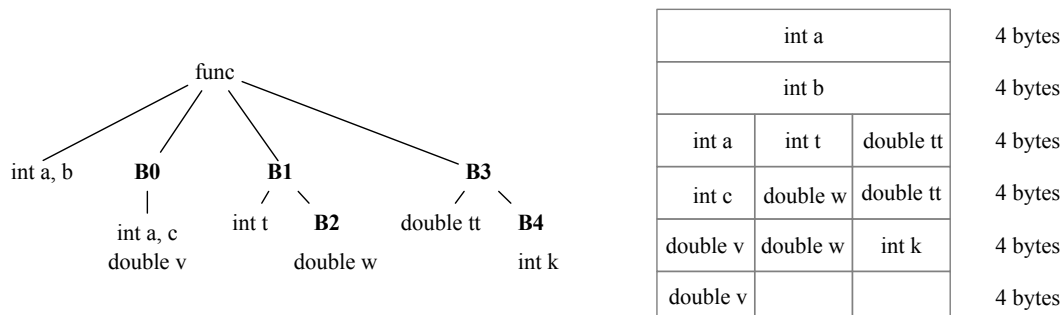 func
int a, b
B0
B1
B3
int a, c
double v
int t
B2
double w
double tt
B4
int k
int a 4 bytes
int b 4 bytes
int a int t double tt 4 bytes
int c double w double tt 4 bytes
double v double w int k 4 bytes
double v 4 bytes